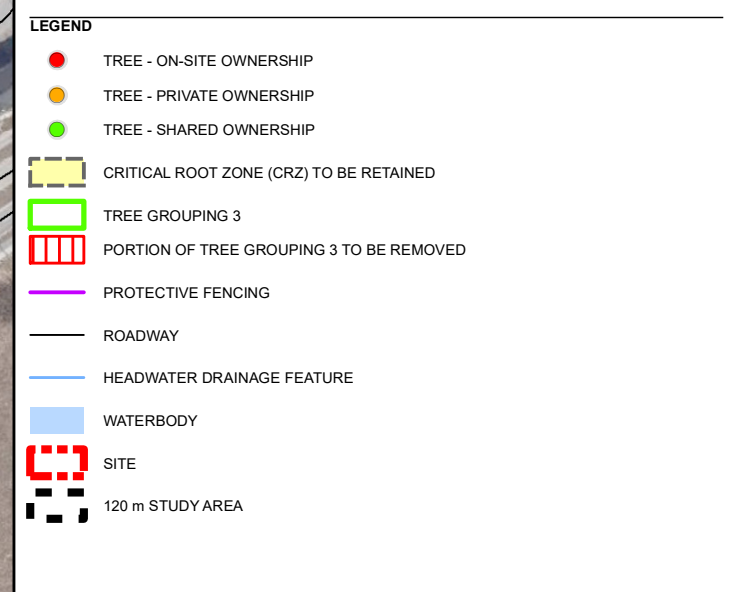 LEGEND
TREE - ON-SITE OWNERSHIP
TREE - PRIVATE OWNERSHIP
TREE - SHARED OWNERSHIP
CRITICAL ROOT ZONE (CRZ) TO BE RETAINED
TREE GROUPING 3
PORTION OF TREE GROUPING 3 TO BE REMOVED
PROTECTIVE FENCING
ROADWAY
HEADWATER DRAINAGE FEATURE
WATERBODY
SITE
120 m STUDY AREA